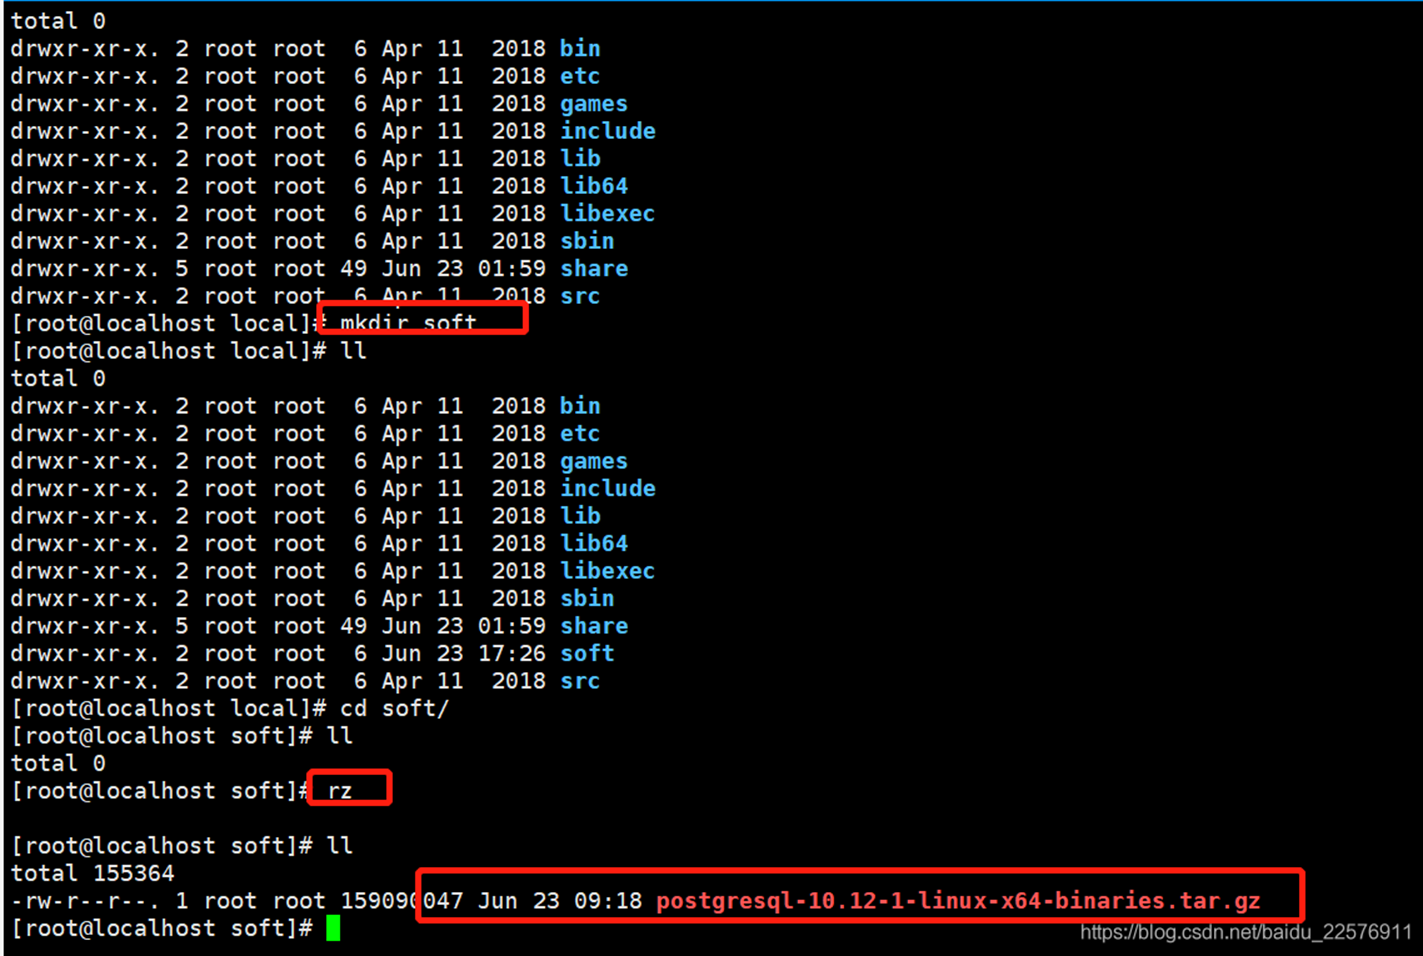 total 0
drwxr-xr-x. 2 root root  6 Apr 11  2018 bin
drwxr-xr-x. 2 root root  6 Apr 11  2018 etc
drwxr-xr-x. 2 root root  6 Apr 11  2018 games
drwxr-xr-x. 2 root root  6 Apr 11  2018 include
drwxr-xr-x. 2 root root  6 Apr 11  2018 lib
drwxr-xr-x. 2 root root  6 Apr 11  2018 lib64
drwxr-xr-x. 2 root root  6 Apr 11  2018 libexec
drwxr-xr-x. 2 root root  6 Apr 11  2018 sbin
drwxr-xr-x. 5 root root 49 Jun 23 01:59 share
drwxr-xr-x. 2 root root  6 Apr 11  2018 src
[root@localhost local]# mkdir soft
[root@localhost local]# ll
total 0
drwxr-xr-x. 2 root root  6 Apr 11  2018 bin
drwxr-xr-x. 2 root root  6 Apr 11  2018 etc
drwxr-xr-x. 2 root root  6 Apr 11  2018 games
drwxr-xr-x. 2 root root  6 Apr 11  2018 include
drwxr-xr-x. 2 root root  6 Apr 11  2018 lib
drwxr-xr-x. 2 root root  6 Apr 11  2018 lib64
drwxr-xr-x. 2 root root  6 Apr 11  2018 libexec
drwxr-xr-x. 2 root root  6 Apr 11  2018 sbin
drwxr-xr-x. 5 root root 49 Jun 23 01:59 share
drwxr-xr-x. 2 root root  6 Jun 23 17:26 soft
drwxr-xr-x. 2 root root  6 Apr 11  2018 src
[root@localhost local]# cd soft/
[root@localhost soft]# ll
total 0
[root@localhost soft]# rz
[root@localhost soft]# ll
total 155364
-rw-r--r--. 1 root root 159090047 Jun 23 09:18 postgresql-10.12-1-linux-x64-binaries.tar.gz
[root@localhost soft]#
https://blog.csdn.net/baidu_22576911